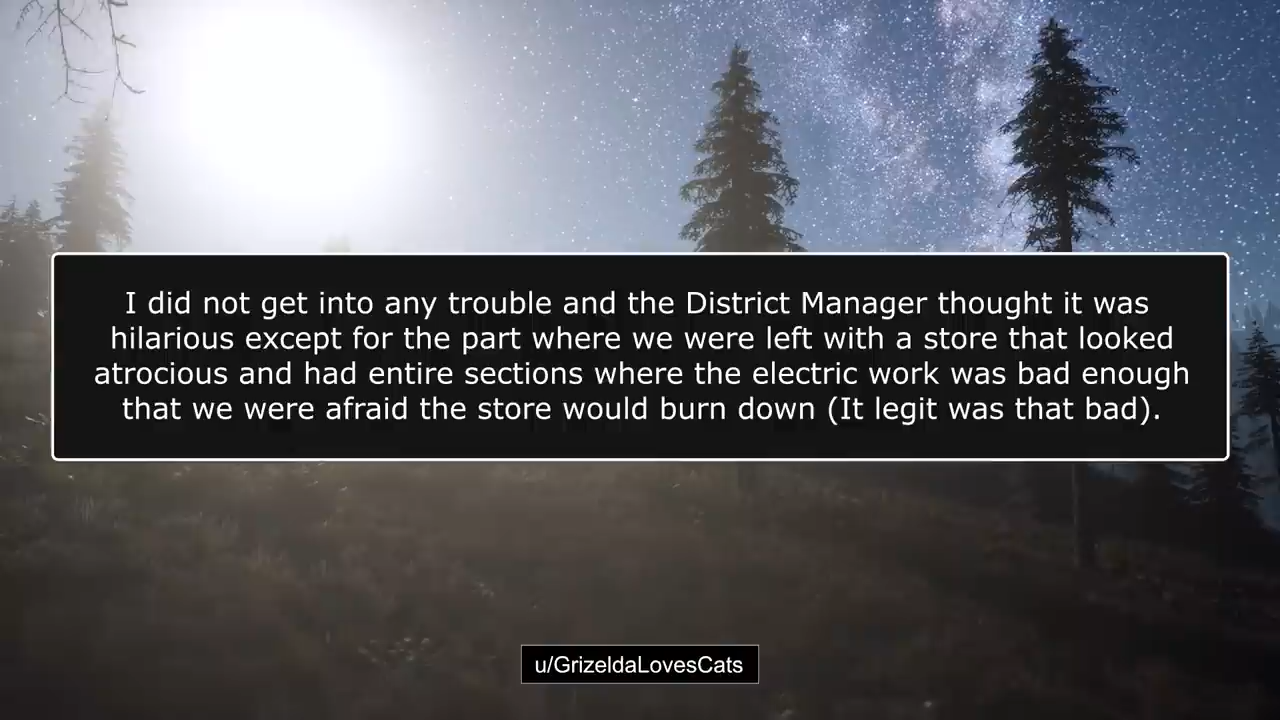 I did not get into any trouble and the District Manager thought it was
hilarious except for the part where we were left with a store that looked
atrocious and had entire sections where the electric work was bad enough
that we were afraid the store would burn down (It legit was that bad).
u/GrizeldaLovesCats